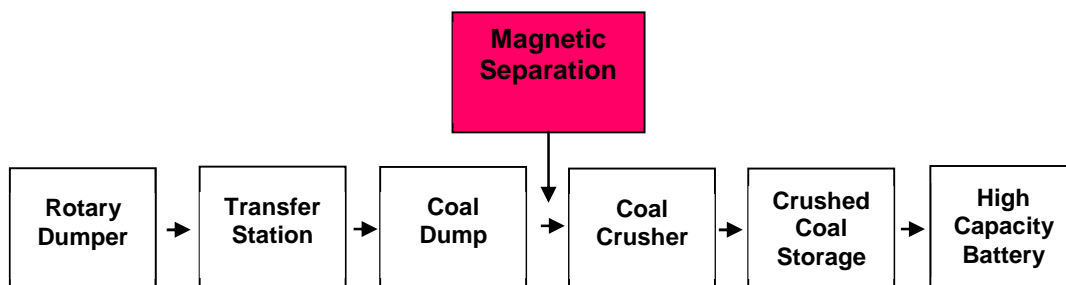 Magnetic
Separation
Rotary
Dumper
Transfer
Station
Coal
Dump
Coal
Crusher
Crushed
Coal
Storage
High
Capacity
Battery